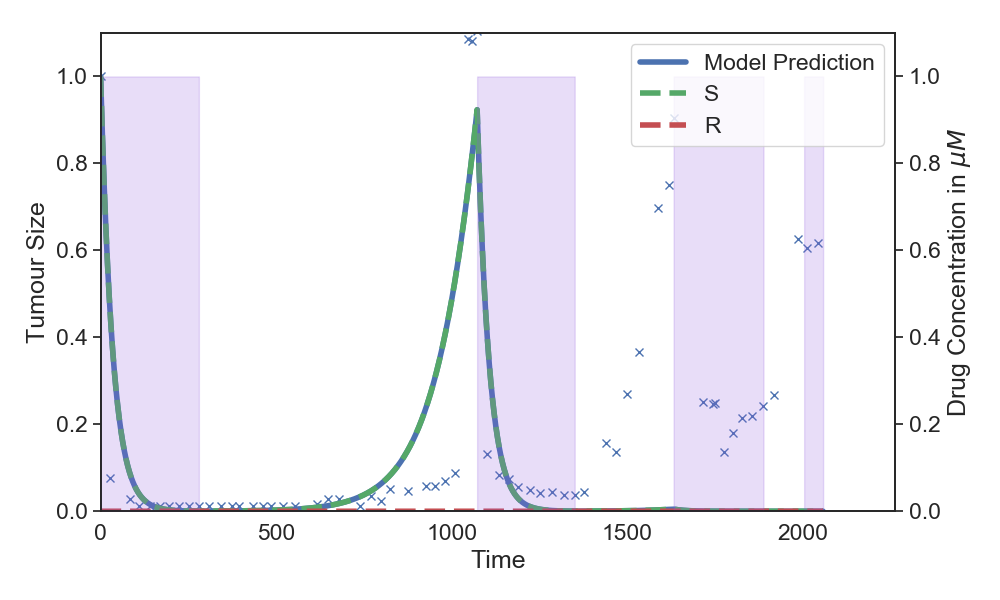 Model Prediction
S
R
Tumour Size
1.0
0.8
0.6
0.4
0.2
0.0
0
500
1000
1500
2000
Time
1.0
0.8
0.6
0.4
0.2
0.0
Drug Concentration in μM